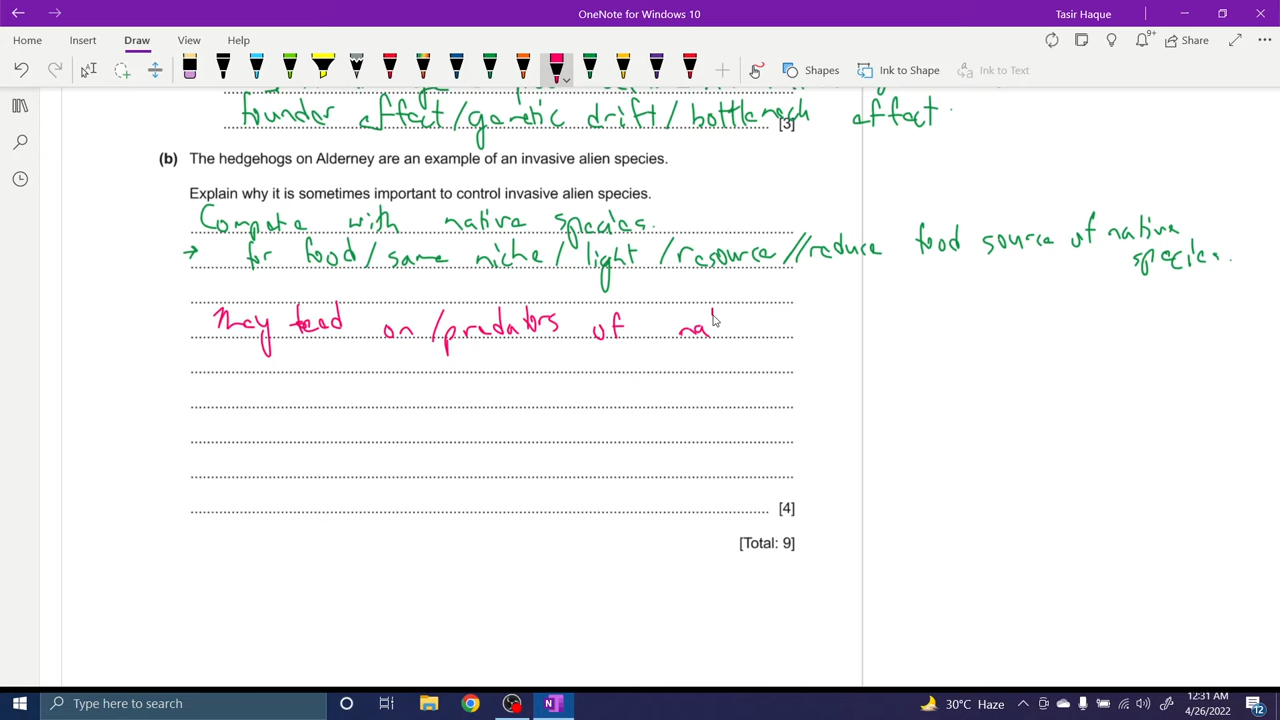 OneNote for Windows 10
Tasir Haque
Home Insert Draw View Help
9+
Share
Shapes
Ink to Shape
Ink to Text
founder effect/genetic drift/bottleneck effect.
[3]
(b) The hedgehogs on Alderney are an example of an invasive alien species.
Explain why it is sometimes important to control invasive alien species.
Compete with native species.
→ for food/same niche/light/resource//reduce food source of native
species.
May feed on/predators of na
[4]
[Total: 9]
Type here to search
30°C Haze
12:31 AM
4/26/2022
12